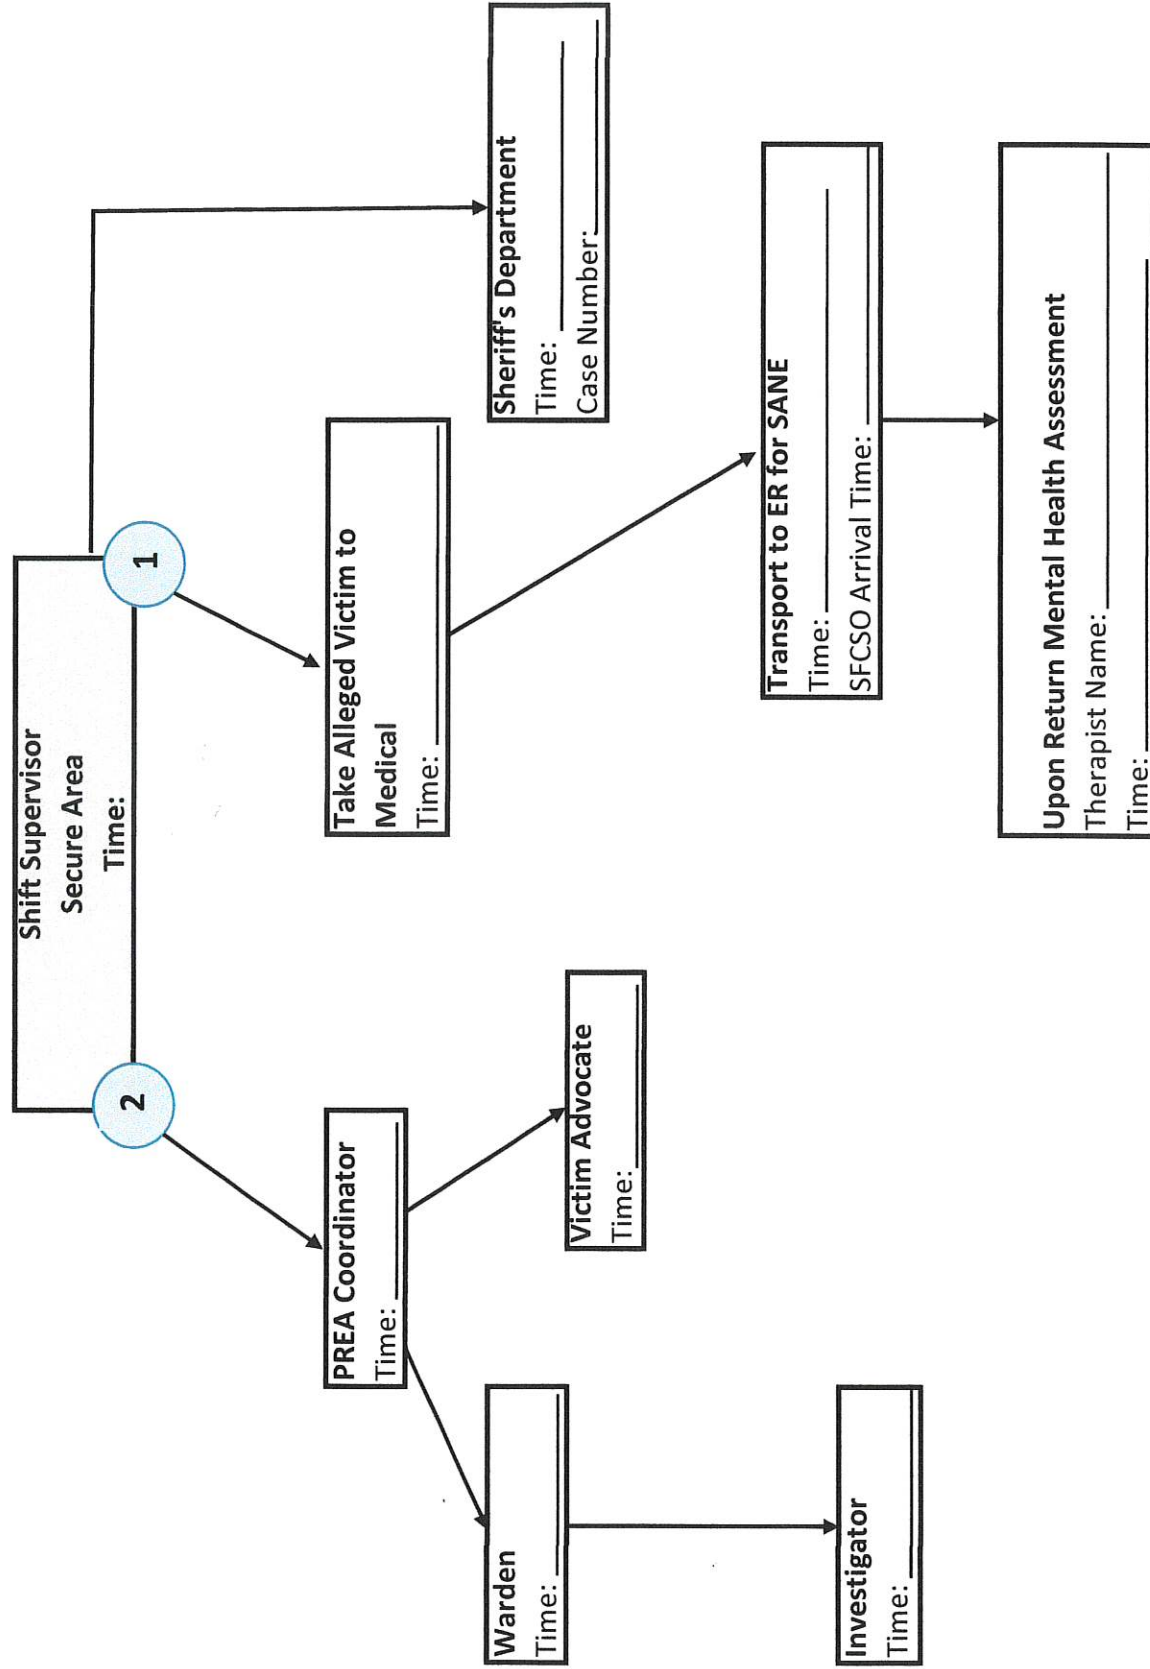 Shift Supervisor
Secure Area
Time:
1
2
Take Alleged Victim to
Medical
Time:
Sheriff's Department
Time:
Case Number:
Transport to ER for SANE
Time:
SFCSO Arrival Time:
Upon Return Mental Health Assessment
Therapist Name:
Time:
PREA Coordinator
Time:
Victim Advocate
Time:
Warden
Time:
Investigator
Time: